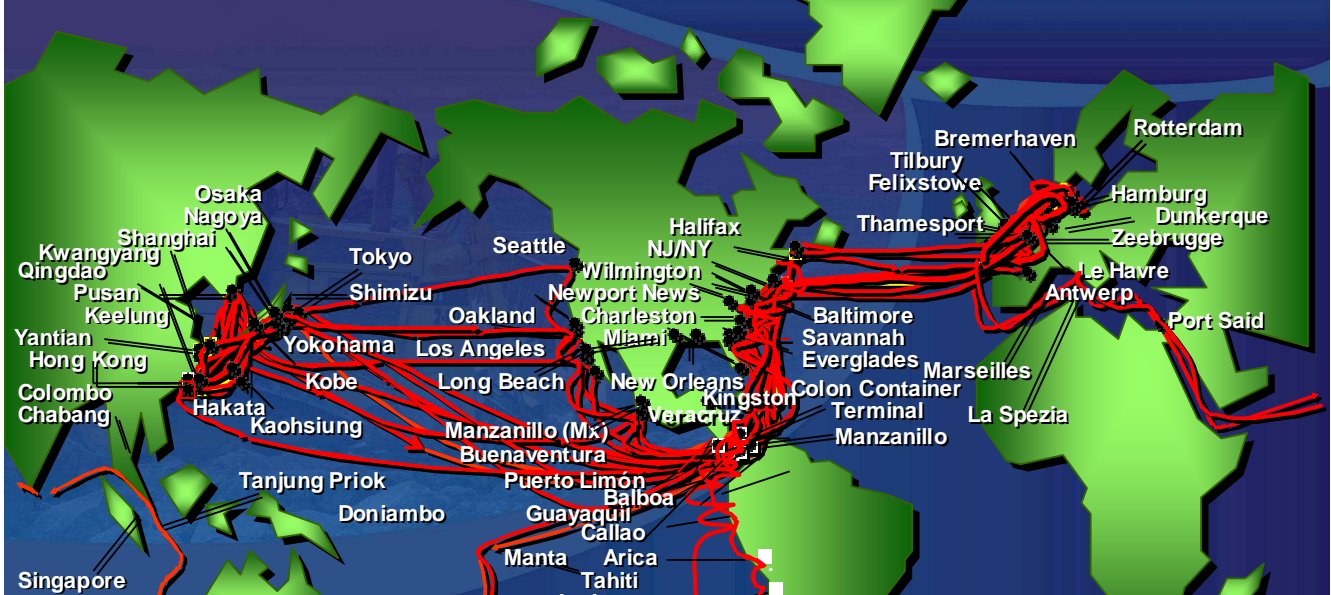 Osaka
Nagoya
Shanghai
Kwangyang
Qingdao
Pusan
Keelung
Yantian
Hong Kong
Colombo
Chabang
Hakata
Kaohsiung
Kobe
Yokohama
Tokyo
Shimizu
Tanjung Priok
Doniambo
Singapore
Seattle
Oakland
Los Angeles
Long Beach
Manzanillo (Mx)
Buenaventura
Puerto Limón
Balboa
Guayaquil
Callao
Manta
Arica
Tahiti
Halifax
NJ/NY
Wilmington
Newport News
Charleston
Miami
New Orleans
Kingston
Veracruz
Baltimore
Savannah
Everglades
Colon Container
Terminal
Manzanillo
Bremerhaven
Rotterdam
Tilbury
Felixstowe
Thamesport
Hamburg
Dunkerque
Zeebrugge
Le Havre
Antwerp
Port Said
Marseilles
La Spezia